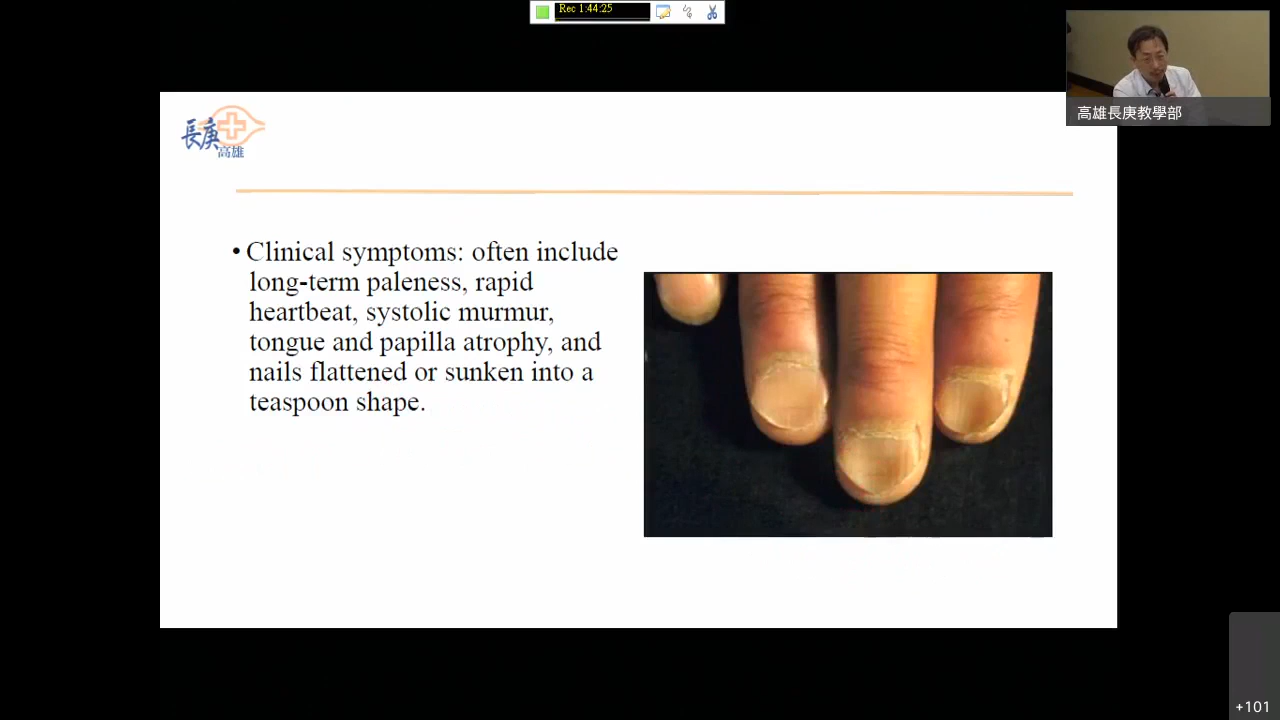 Rec 1:44:25
高雄長庚教學部
長庚
高雄
• Clinical symptoms: often include
long-term paleness, rapid
heartbeat, systolic murmur,
tongue and papilla atrophy, and
nails flattened or sunken into a
teaspoon shape.
+101